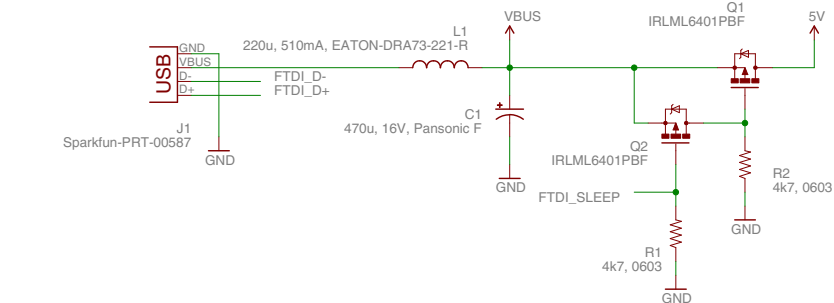 Q1
IRLML6401PBF
VBUS
5V
L1
220u, 510mA, EATON-DRA73-221-R
USB
GND
VBUS
D-
D+
FTDI_D-
FTDI_D+
J1
Sparkfun-PRT-00587
GND
C1
470u, 16V, Pansonic F
GND
Q2
IRLML6401PBF
FTDI_SLEEP
R2
4k7, 0603
GND
R1
4k7, 0603
GND